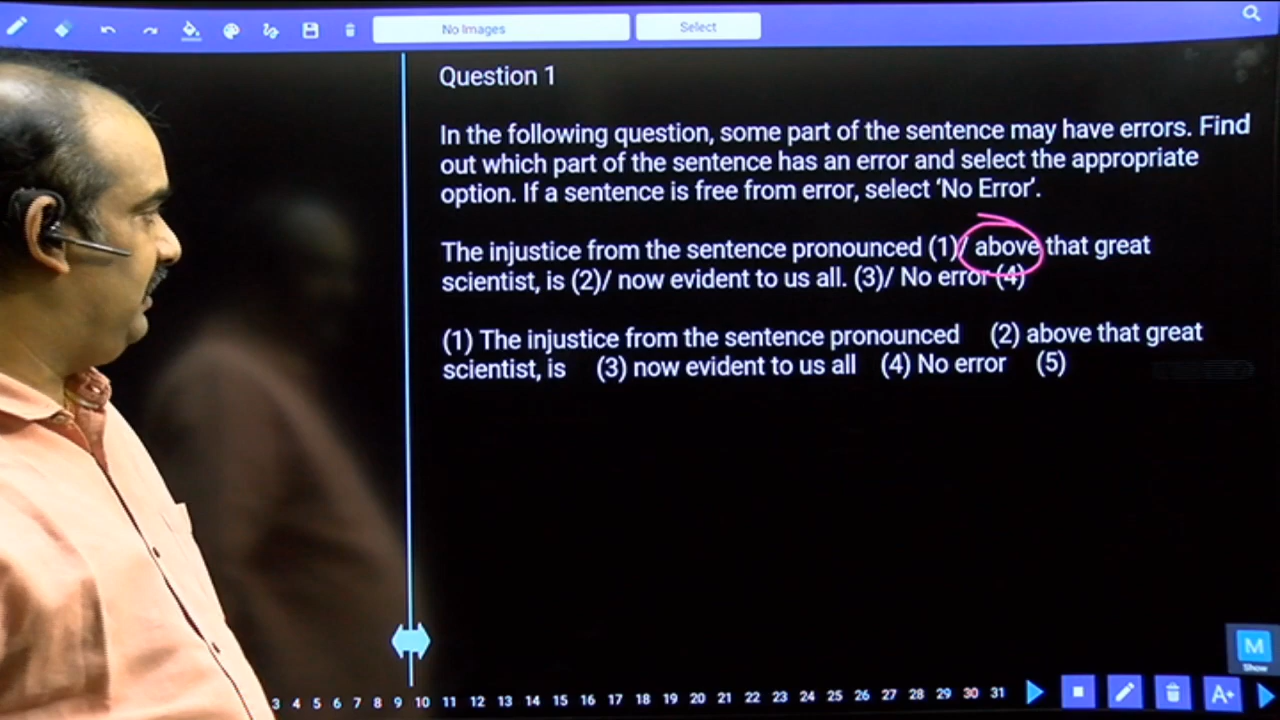 No Images
Select
Question 1
In the following question, some part of the sentence may have errors. Find
out which part of the sentence has an error and select the appropriate
option. If a sentence is free from error, select ‘No Error’.
The injustice from the sentence pronounced (1)/ above that great
scientist, is (2)/ now evident to us all. (3)/ No error (4)
(1) The injustice from the sentence pronounced (2) above that great
scientist, is (3) now evident to us all (4) No error (5)
M
Show
3 4 5 6 7 8 9 10 11 12 13 14 15 16 17 18 19 20 21 22 23 24 25 26 27 28 29 30 31
A+